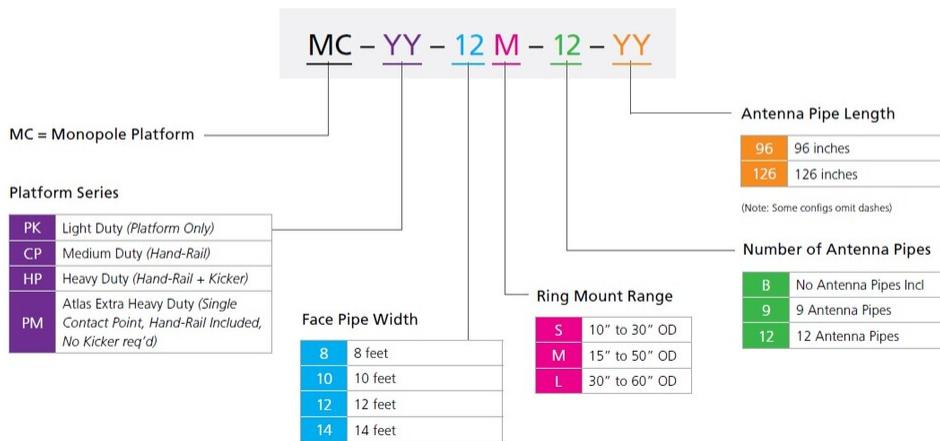 MC – YY – 12 M – 12 – YY
MC = Monopole Platform
Platform Series
PK Light Duty (Platform Only)
CP Medium Duty (Hand-Rail)
HP Heavy Duty (Hand-Rail + Kicker)
PM Atlas Extra Heavy Duty (Single
Contact Point, Hand-Rail Included,
No Kicker req’d)
Face Pipe Width
8 8 feet
10 10 feet
12 12 feet
14 14 feet
Ring Mount Range
S 10” to 30” OD
M 15” to 50” OD
L 30” to 60” OD
Antenna Pipe Length
96 96 inches
126 126 inches
(Note: Some configs omit dashes)
Number of Antenna Pipes
B No Antenna Pipes Incl
9 9 Antenna Pipes
12 12 Antenna Pipes